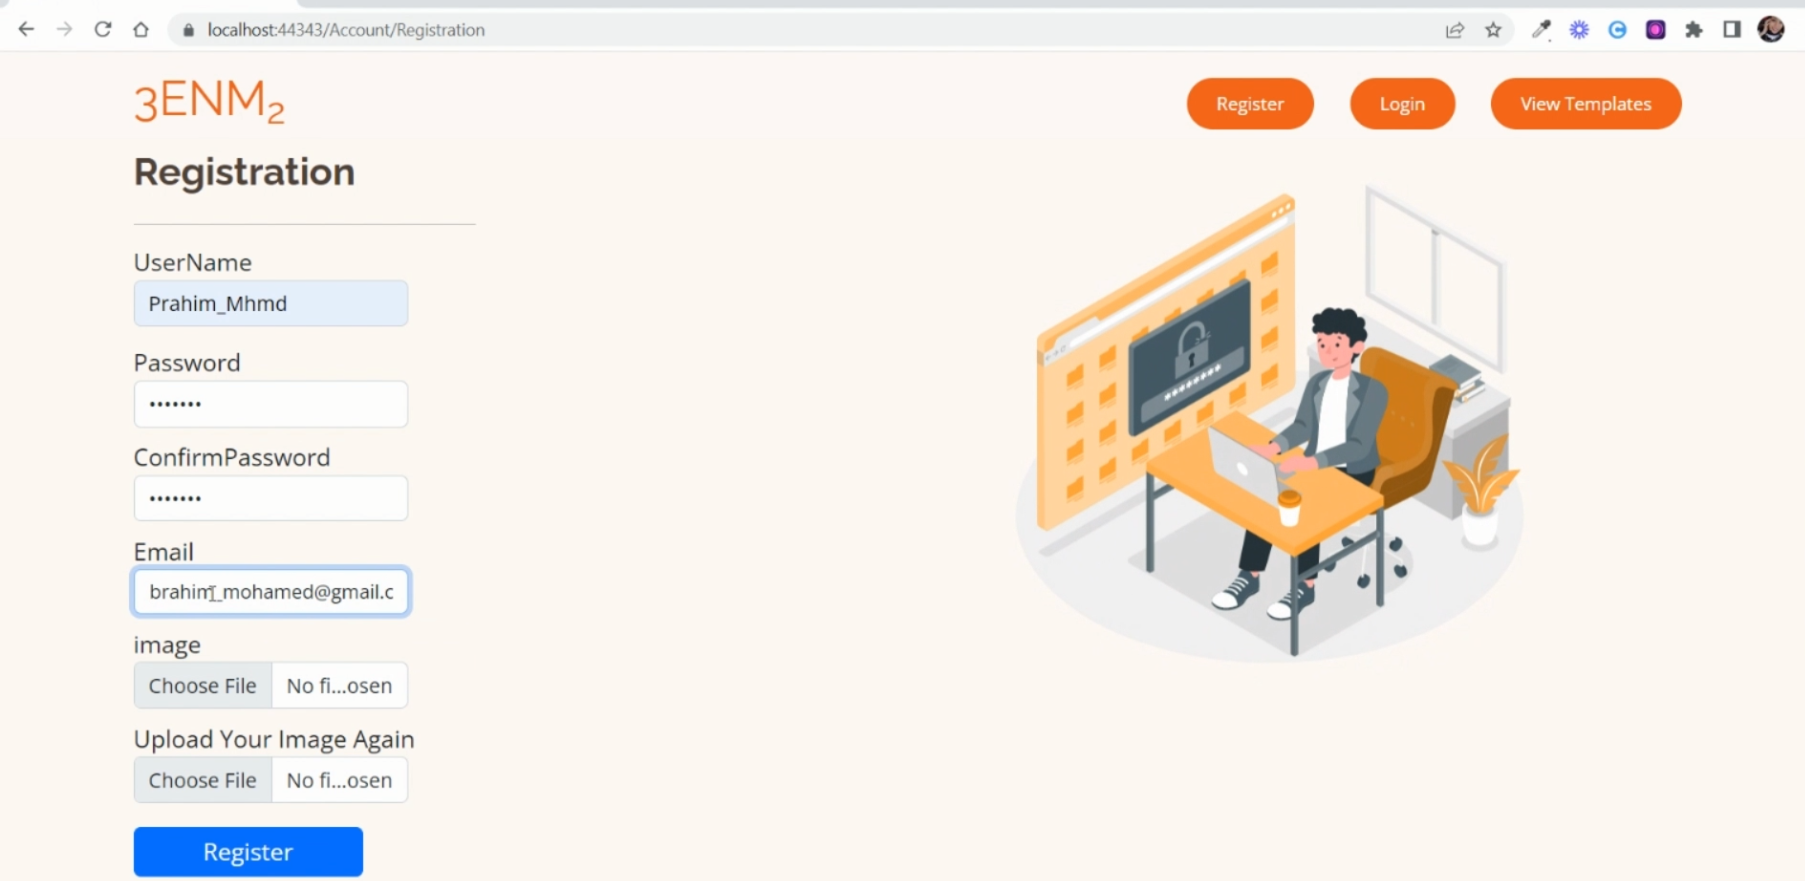 localhost:44343/Account/Registration
3ENM2
Register
Login
View Templates
Registration
UserName
Prahim_Mhmd
Password
•••••••
ConfirmPassword
•••••••
Email
brahim_mohamed@gmail.c
image
Choose File No fi...osen
Upload Your Image Again
Choose File No fi...osen
Register